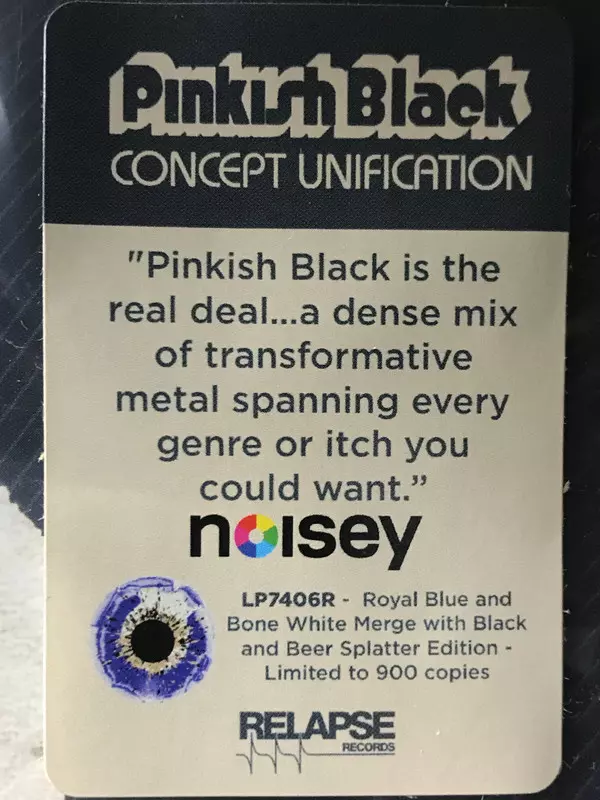 Pinkish Black
CONCEPT UNIFICATION
"Pinkish Black is the
real deal...a dense mix
of transformative
metal spanning every
genre or itch you
could want.”
noisey
LP7406R - Royal Blue and
Bone White Merge with Black
and Beer Splatter Edition -
Limited to 900 copies
RELAPSE
RECORDS